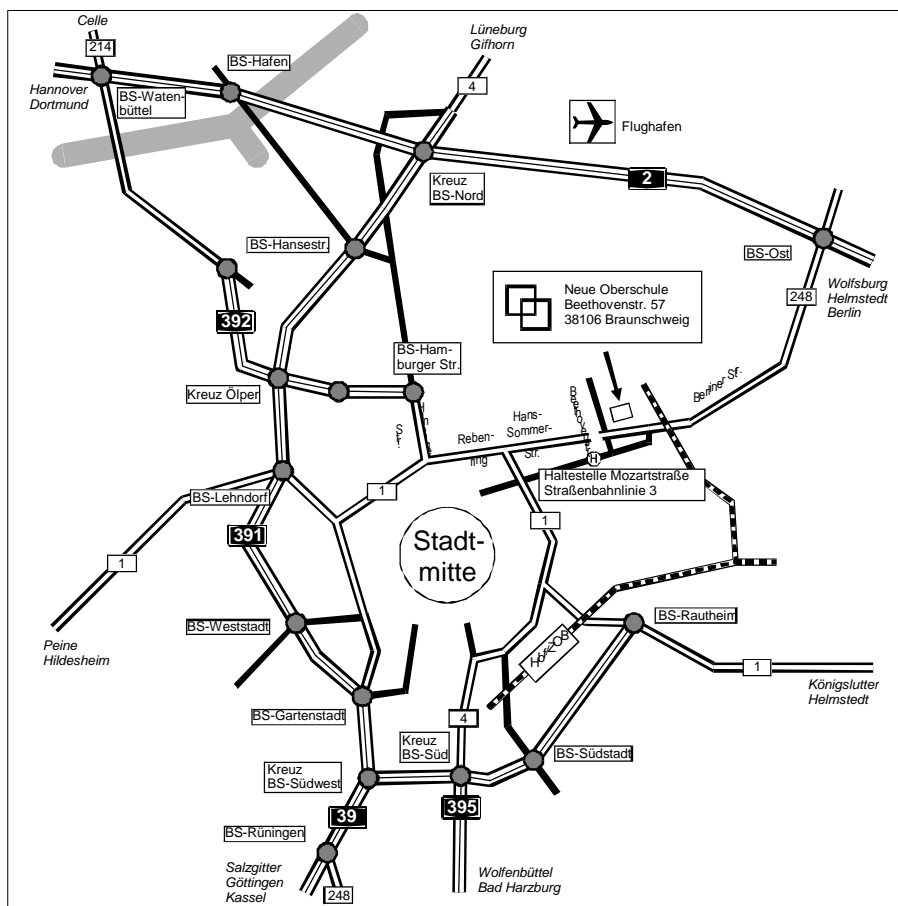 Celle
214
BS-Hafen
Lüneburg
Gifhorn
4
Hannover
Dortmund
BS-Waten-
büttel
Flughafen
Kreuz
BS-Nord
2
BS-Hansestr.
BS-Ost
Wolfsburg
Helmstedt
Berlin
248
Neue Oberschule
Beethovenstr. 57
38106 Braunschweig
392
BS-Ham-
burger Str.
Kreuz Ölper
Berliner Str.
Hans-
Sommer-
Str.
Reben-
ring
H
Haltestelle Mozartstraße
Straßenbahnlinie 3
BS-Lehndorf
1
1
391
Stadt-
mitte
1
Peine
Hildesheim
BS-Weststadt
BS-Rautheim
Hbf/ZOB
1
Königslutter
Helmstedt
BS-Gartenstadt
4
Kreuz
BS-Süd
BS-Südstadt
Kreuz
BS-Südwest
39
395
BS-Rüningen
Salzgitter
Göttingen
Kassel
248
Wolfenbüttel
Bad Harzburg